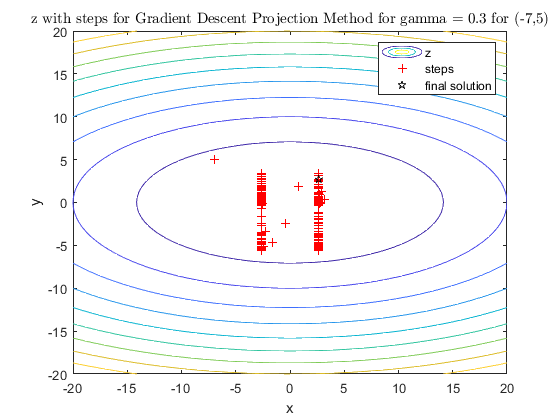 z with steps for Gradient Descent Projection Method for gamma = 0.3 for (-7,5)
20
15
10
5
0
-5
-10
-15
-20
y
z
steps
final solution
-20 -15 -10 -5 0 5 10 15 20
x